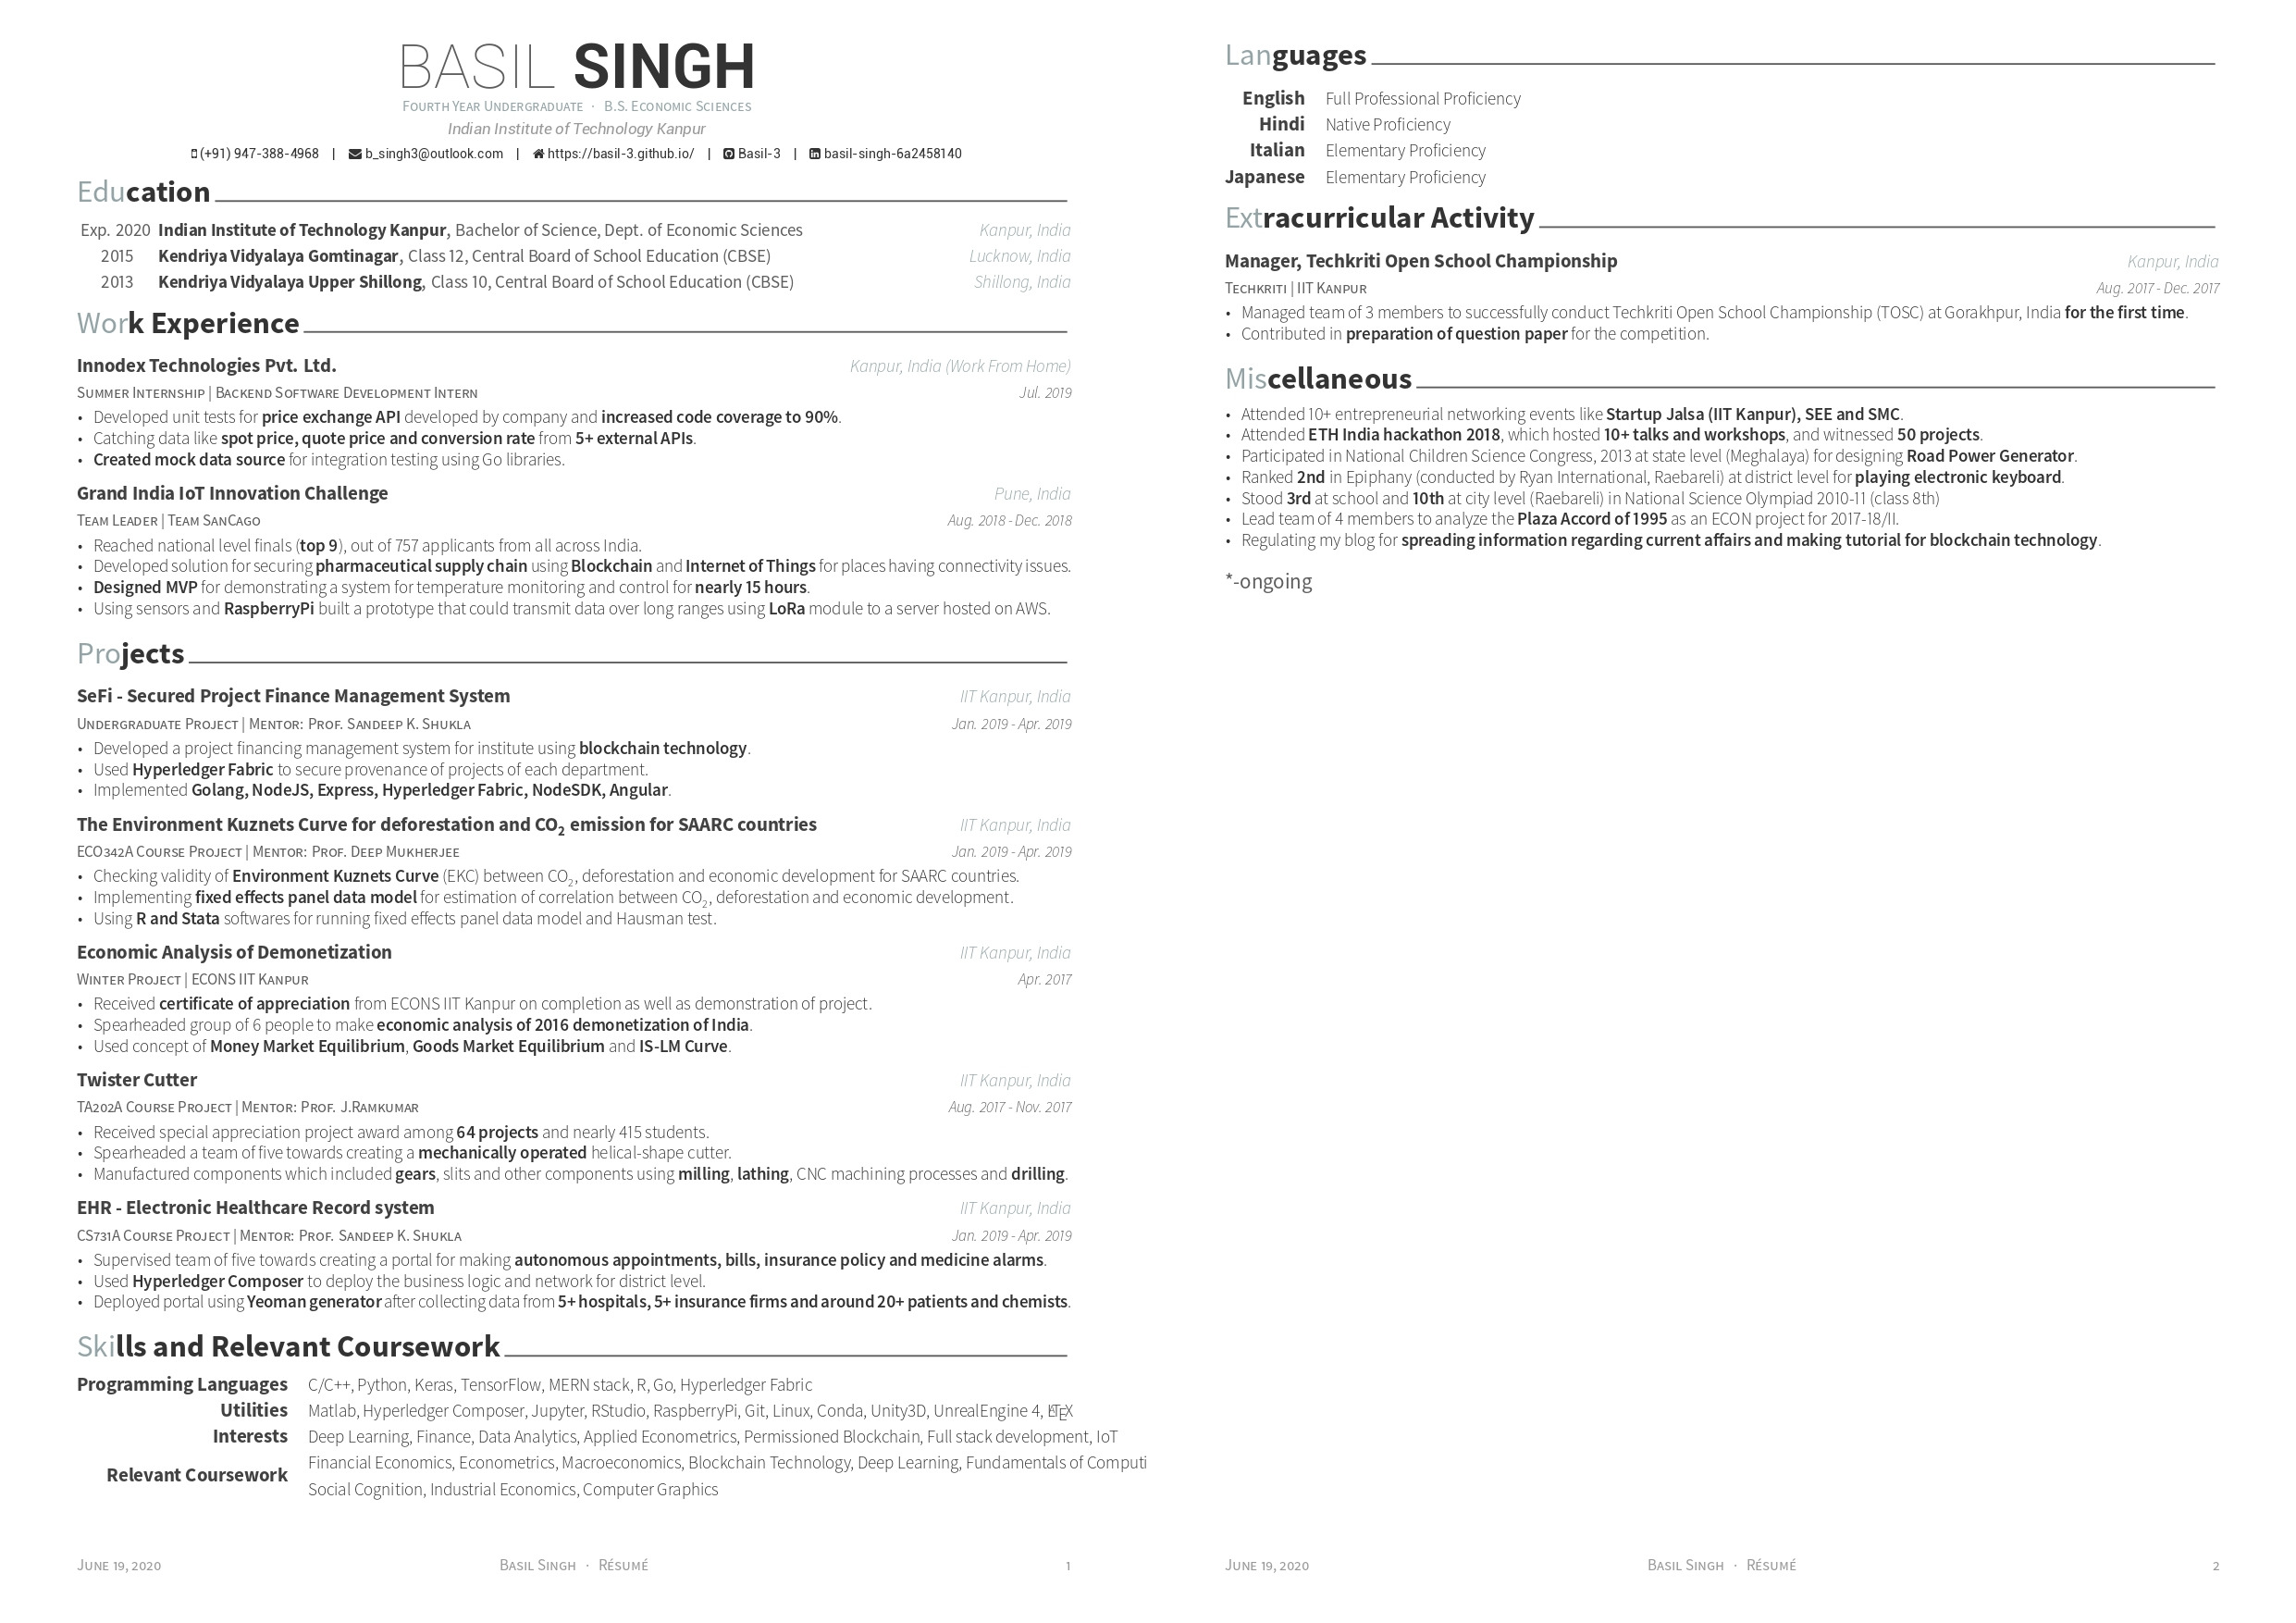 BASIL SINGH
Fourth Year Undergraduate · B.S. Economic Sciences
Indian Institute of Technology Kanpur
(+91) 947-388-4968 | b_singh3@outlook.com | https://basil-3.github.io/ | Basil-3 | basil-singh-6a2458140
Education
Exp. 2020 Indian Institute of Technology Kanpur, Bachelor of Science, Dept. of Economic Sciences Kanpur, India
2015 Kendriya Vidyalaya Gomtinagar, Class 12, Central Board of School Education (CBSE) Lucknow, India
2013 Kendriya Vidyalaya Upper Shillong, Class 10, Central Board of School Education (CBSE) Shillong, India
Work Experience
Innodex Technologies Pvt. Ltd. Kanpur, India (Work From Home)
Summer Internship | Backend Software Development Intern Jul. 2019
• Developed unit tests for price exchange API developed by company and increased code coverage to 90%.
• Catching data like spot price, quote price and conversion rate from 5+ external APIs.
• Created mock data source for integration testing using Go libraries.
Grand India IoT Innovation Challenge Pune, India
Team Leader | Team SanCago Aug. 2018 - Dec. 2018
• Reached national level finals (top 9), out of 757 applicants from all across India.
• Developed solution for securing pharmaceutical supply chain using Blockchain and Internet of Things for places having connectivity issues.
• Designed MVP for demonstrating a system for temperature monitoring and control for nearly 15 hours.
• Using sensors and RaspberryPi built a prototype that could transmit data over long ranges using LoRa module to a server hosted on AWS.
Projects
SeFi - Secured Project Finance Management System IIT Kanpur, India
Undergraduate Project | Mentor: Prof. Sandeep K. Shukla Jan. 2019 - Apr. 2019
• Developed a project financing management system for institute using blockchain technology.
• Used Hyperledger Fabric to secure provenance of projects of each department.
• Implemented Golang, NodeJS, Express, Hyperledger Fabric, NodeSDK, Angular.
The Environment Kuznets Curve for deforestation and CO₂ emission for SAARC countries IIT Kanpur, India
ECO342A Course Project | Mentor: Prof. Deep Mukherjee Jan. 2019 - Apr. 2019
• Checking validity of Environment Kuznets Curve (EKC) between CO₂, deforestation and economic development for SAARC countries.
• Implementing fixed effects panel data model for estimation of correlation between CO₂, deforestation and economic development.
• Using R and Stata softwares for running fixed effects panel data model and Hausman test.
Economic Analysis of Demonetization IIT Kanpur, India
Winter Project | ECONS IIT Kanpur Apr. 2017
• Received certificate of appreciation from ECONS IIT Kanpur on completion as well as demonstration of project.
• Spearheaded group of 6 people to make economic analysis of 2016 demonetization of India.
• Used concept of Money Market Equilibrium, Goods Market Equilibrium and IS-LM Curve.
Twister Cutter IIT Kanpur, India
TA202A Course Project | Mentor: Prof. J.Ramkumar Aug. 2017 - Nov. 2017
• Received special appreciation project award among 64 projects and nearly 415 students.
• Spearheaded a team of five towards creating a mechanically operated helical-shape cutter.
• Manufactured components which included gears, slits and other components using milling, lathing, CNC machining processes and drilling.
EHR - Electronic Healthcare Record system IIT Kanpur, India
CS731A Course Project | Mentor: Prof. Sandeep K. Shukla Jan. 2019 - Apr. 2019
• Supervised team of five towards creating a portal for making autonomous appointments, bills, insurance policy and medicine alarms.
• Used Hyperledger Composer to deploy the business logic and network for district level.
• Deployed portal using Yeoman generator after collecting data from 5+ hospitals, 5+ insurance firms and around 20+ patients and chemists.
Skills and Relevant Coursework
Programming Languages C/C++, Python, Keras, TensorFlow, MERN stack, R, Go, Hyperledger Fabric
Utilities Matlab, Hyperledger Composer, Jupyter, RStudio, RaspberryPi, Git, Linux, Conda, Unity3D, UnrealEngine 4, LATEX
Interests Deep Learning, Finance, Data Analytics, Applied Econometrics, Permissioned Blockchain, Full stack development, IoT
Relevant Coursework Financial Economics, Econometrics, Macroeconomics, Blockchain Technology, Deep Learning, Fundamentals of Computi
Social Cognition, Industrial Economics, Computer Graphics
June 19, 2020 Basil Singh · Résumé 1
Languages
English Full Professional Proficiency
Hindi Native Proficiency
Italian Elementary Proficiency
Japanese Elementary Proficiency
Extracurricular Activity
Manager, Techkriti Open School Championship Kanpur, India
Techkriti | IIT Kanpur Aug. 2017 - Dec. 2017
• Managed team of 3 members to successfully conduct Techkriti Open School Championship (TOSC) at Gorakhpur, India for the first time.
• Contributed in preparation of question paper for the competition.
Miscellaneous
• Attended 10+ entrepreneurial networking events like Startup Jalsa (IIT Kanpur), SEE and SMC.
• Attended ETH India hackathon 2018, which hosted 10+ talks and workshops, and witnessed 50 projects.
• Participated in National Children Science Congress, 2013 at state level (Meghalaya) for designing Road Power Generator.
• Ranked 2nd in Epiphany (conducted by Ryan International, Raebareli) at district level for playing electronic keyboard.
• Stood 3rd at school and 10th at city level (Raebareli) in National Science Olympiad 2010-11 (class 8th)
• Lead team of 4 members to analyze the Plaza Accord of 1995 as an ECON project for 2017-18/II.
• Regulating my blog for spreading information regarding current affairs and making tutorial for blockchain technology.
*-ongoing
June 19, 2020 Basil Singh · Résumé 2